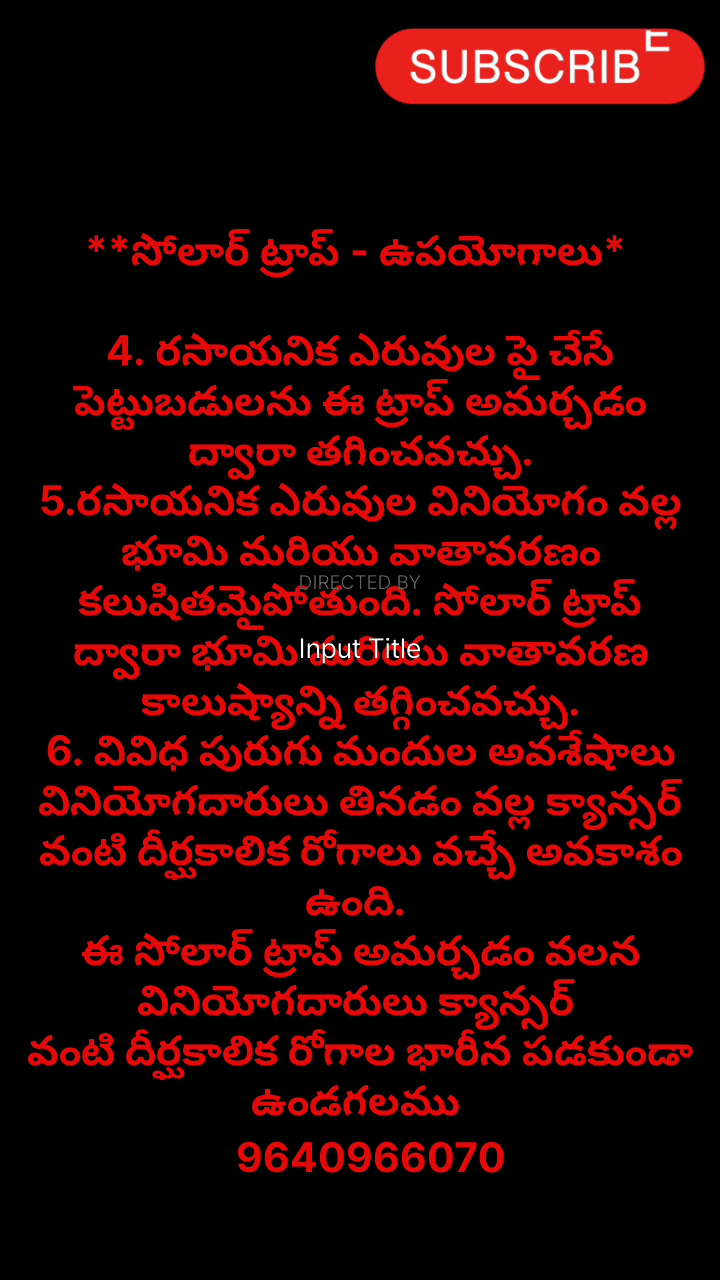 SUBSCRIBE
**సోలార్ ట్రాప్ - ఉపయోగాలు*
4. రసాయనిక ఎరువుల పై చేసే
పెట్టుబడులను ఈ ట్రాప్ అమర్చడం
ద్వారా తగించవచ్చు.
5.రసాయనిక ఎరువుల వినియోగం వల్ల
భూమి మరియు వాతావరణం
DIRECTED BY
కలుషితమైపోతుంది. సోలార్ ట్రాప్
Input Title
ద్వారా భూమి మరియు వాతావరణ
కాలుష్యాన్ని తగ్గించవచ్చు.
6. వివిధ పురుగు మందుల అవశేషాలు
వినియోగదారులు తినడం వల్ల క్యాన్సర్
వంటి దీర్ఘకాలిక రోగాలు వచ్చే అవకాశం
ఉంది.
ఈ సోలార్ ట్రాప్ అమర్చడం వలన
వినియోగదారులు క్యాన్సర్
వంటి దీర్ఘకాలిక రోగాల భారీన పడకుండా
ఉండగలము
9640966070